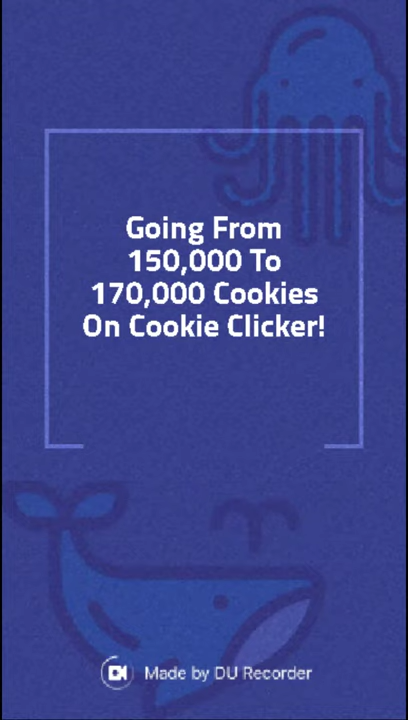 Going From
150,000 To
170,000 Cookies
On Cookie Clicker!
Made by DU Recorder